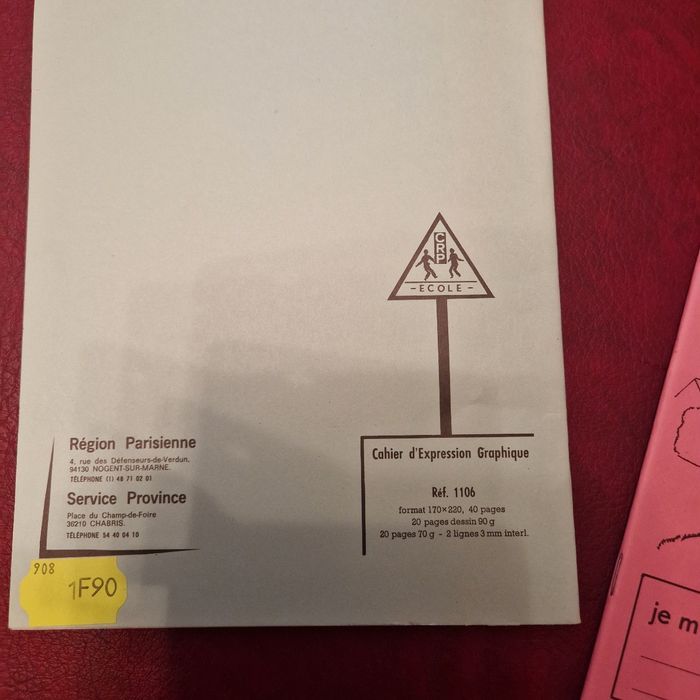 CRP
- ECOLE -
Région Parisienne
4, rue des Défenseurs-de-Verdun,
94130 NOGENT-SUR-MARNE.
TÉLÉPHONE (1) 48 71 02 01
Service Province
Place du Champ-de-Foire
36210 CHABRIS.
TÉLÉPHONE 54 40 04 10
Cahier d'Expression Graphique
Réf. 1106
format 170×220, 40 pages
20 pages dessin 90 g
20 pages 70 g - 2 lignes 3 mm interl.
908
1F90
je m